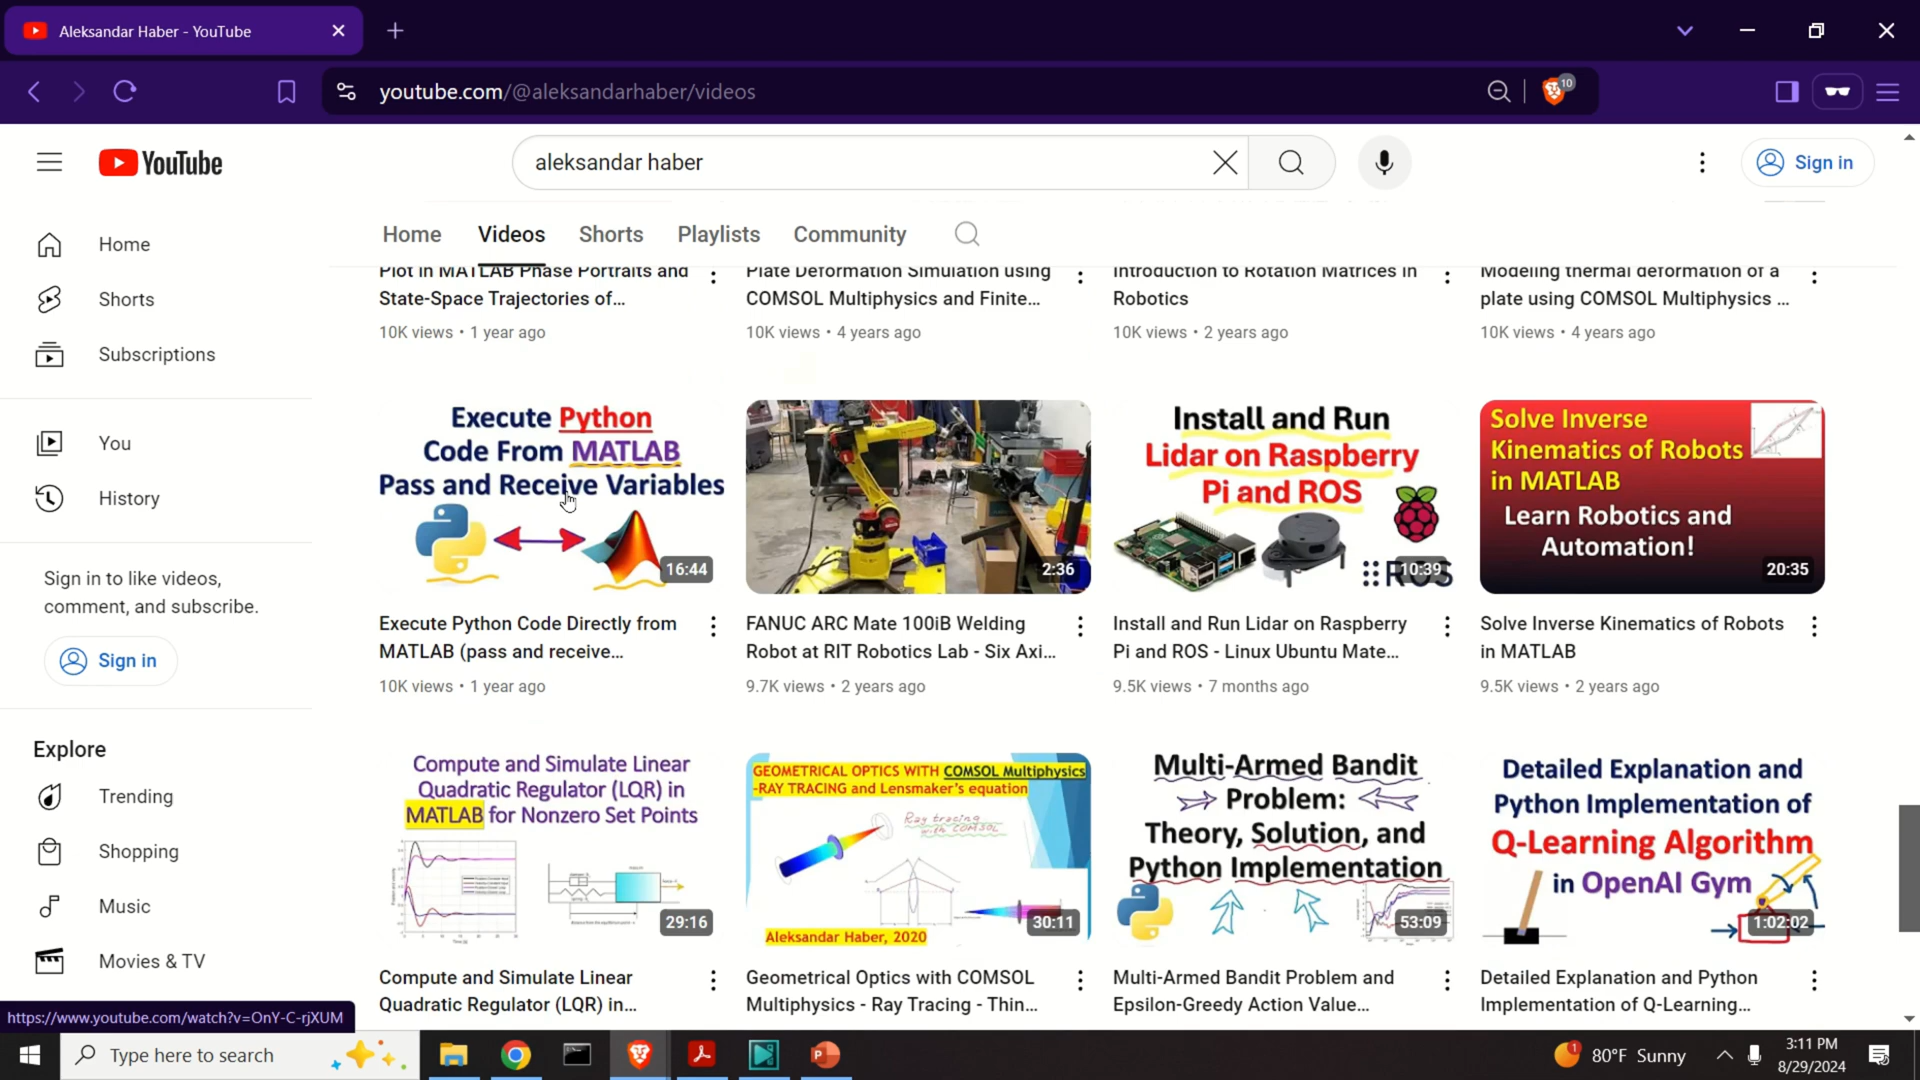 Aleksandar Haber - YouTube
youtube.com/@aleksandarhaber/videos
10
YouTube
aleksandar haber
Sign in
Home
Shorts
Subscriptions
You
History
Sign in to like videos,
comment, and subscribe.
Sign in
Explore
Trending
Shopping
Music
Movies & TV
Home Videos Shorts Playlists Community
Plot in MATLAB Phase Portraits and
State-Space Trajectories of...
10K views • 1 year ago
Plate Deformation Simulation using
COMSOL Multiphysics and Finite...
10K views • 4 years ago
Introduction to Rotation Matrices in
Robotics
10K views • 2 years ago
Modeling thermal deformation of a
plate using COMSOL Multiphysics ...
10K views • 4 years ago
Execute Python
Code From MATLAB
Pass and Receive Variables
16:44
Execute Python Code Directly from
MATLAB (pass and receive...
10K views • 1 year ago
2:36
FANUC ARC Mate 100iB Welding
Robot at RIT Robotics Lab - Six Axi...
9.7K views • 2 years ago
Install and Run
Lidar on Raspberry
Pi and ROS
ROS
10:39
Install and Run Lidar on Raspberry
Pi and ROS - Linux Ubuntu Mate...
9.5K views • 7 months ago
Solve Inverse
Kinematics of Robots
in MATLAB
Learn Robotics and
Automation!
20:35
Solve Inverse Kinematics of Robots
in MATLAB
9.5K views • 2 years ago
Compute and Simulate Linear
Quadratic Regulator (LQR) in
MATLAB for Nonzero Set Points
29:16
Compute and Simulate Linear
Quadratic Regulator (LQR) in...
GEOMETRICAL OPTICS WITH COMSOL Multiphysics
-RAY TRACING and Lensmaker's equation
Ray tracing
with COMSOL
Aleksandar Haber, 2020
30:11
Geometrical Optics with COMSOL
Multiphysics - Ray Tracing - Thin...
Multi-Armed Bandit
Problem:
Theory, Solution, and
Python Implementation
53:09
Multi-Armed Bandit Problem and
Epsilon-Greedy Action Value...
Detailed Explanation and
Python Implementation of
Q-Learning Algorithm
in OpenAI Gym
1:02:02
Detailed Explanation and Python
Implementation of Q-Learning...
https://www.youtube.com/watch?v=OnY-C-rjXUM
Type here to search
1
80°F Sunny
3:11 PM
8/29/2024